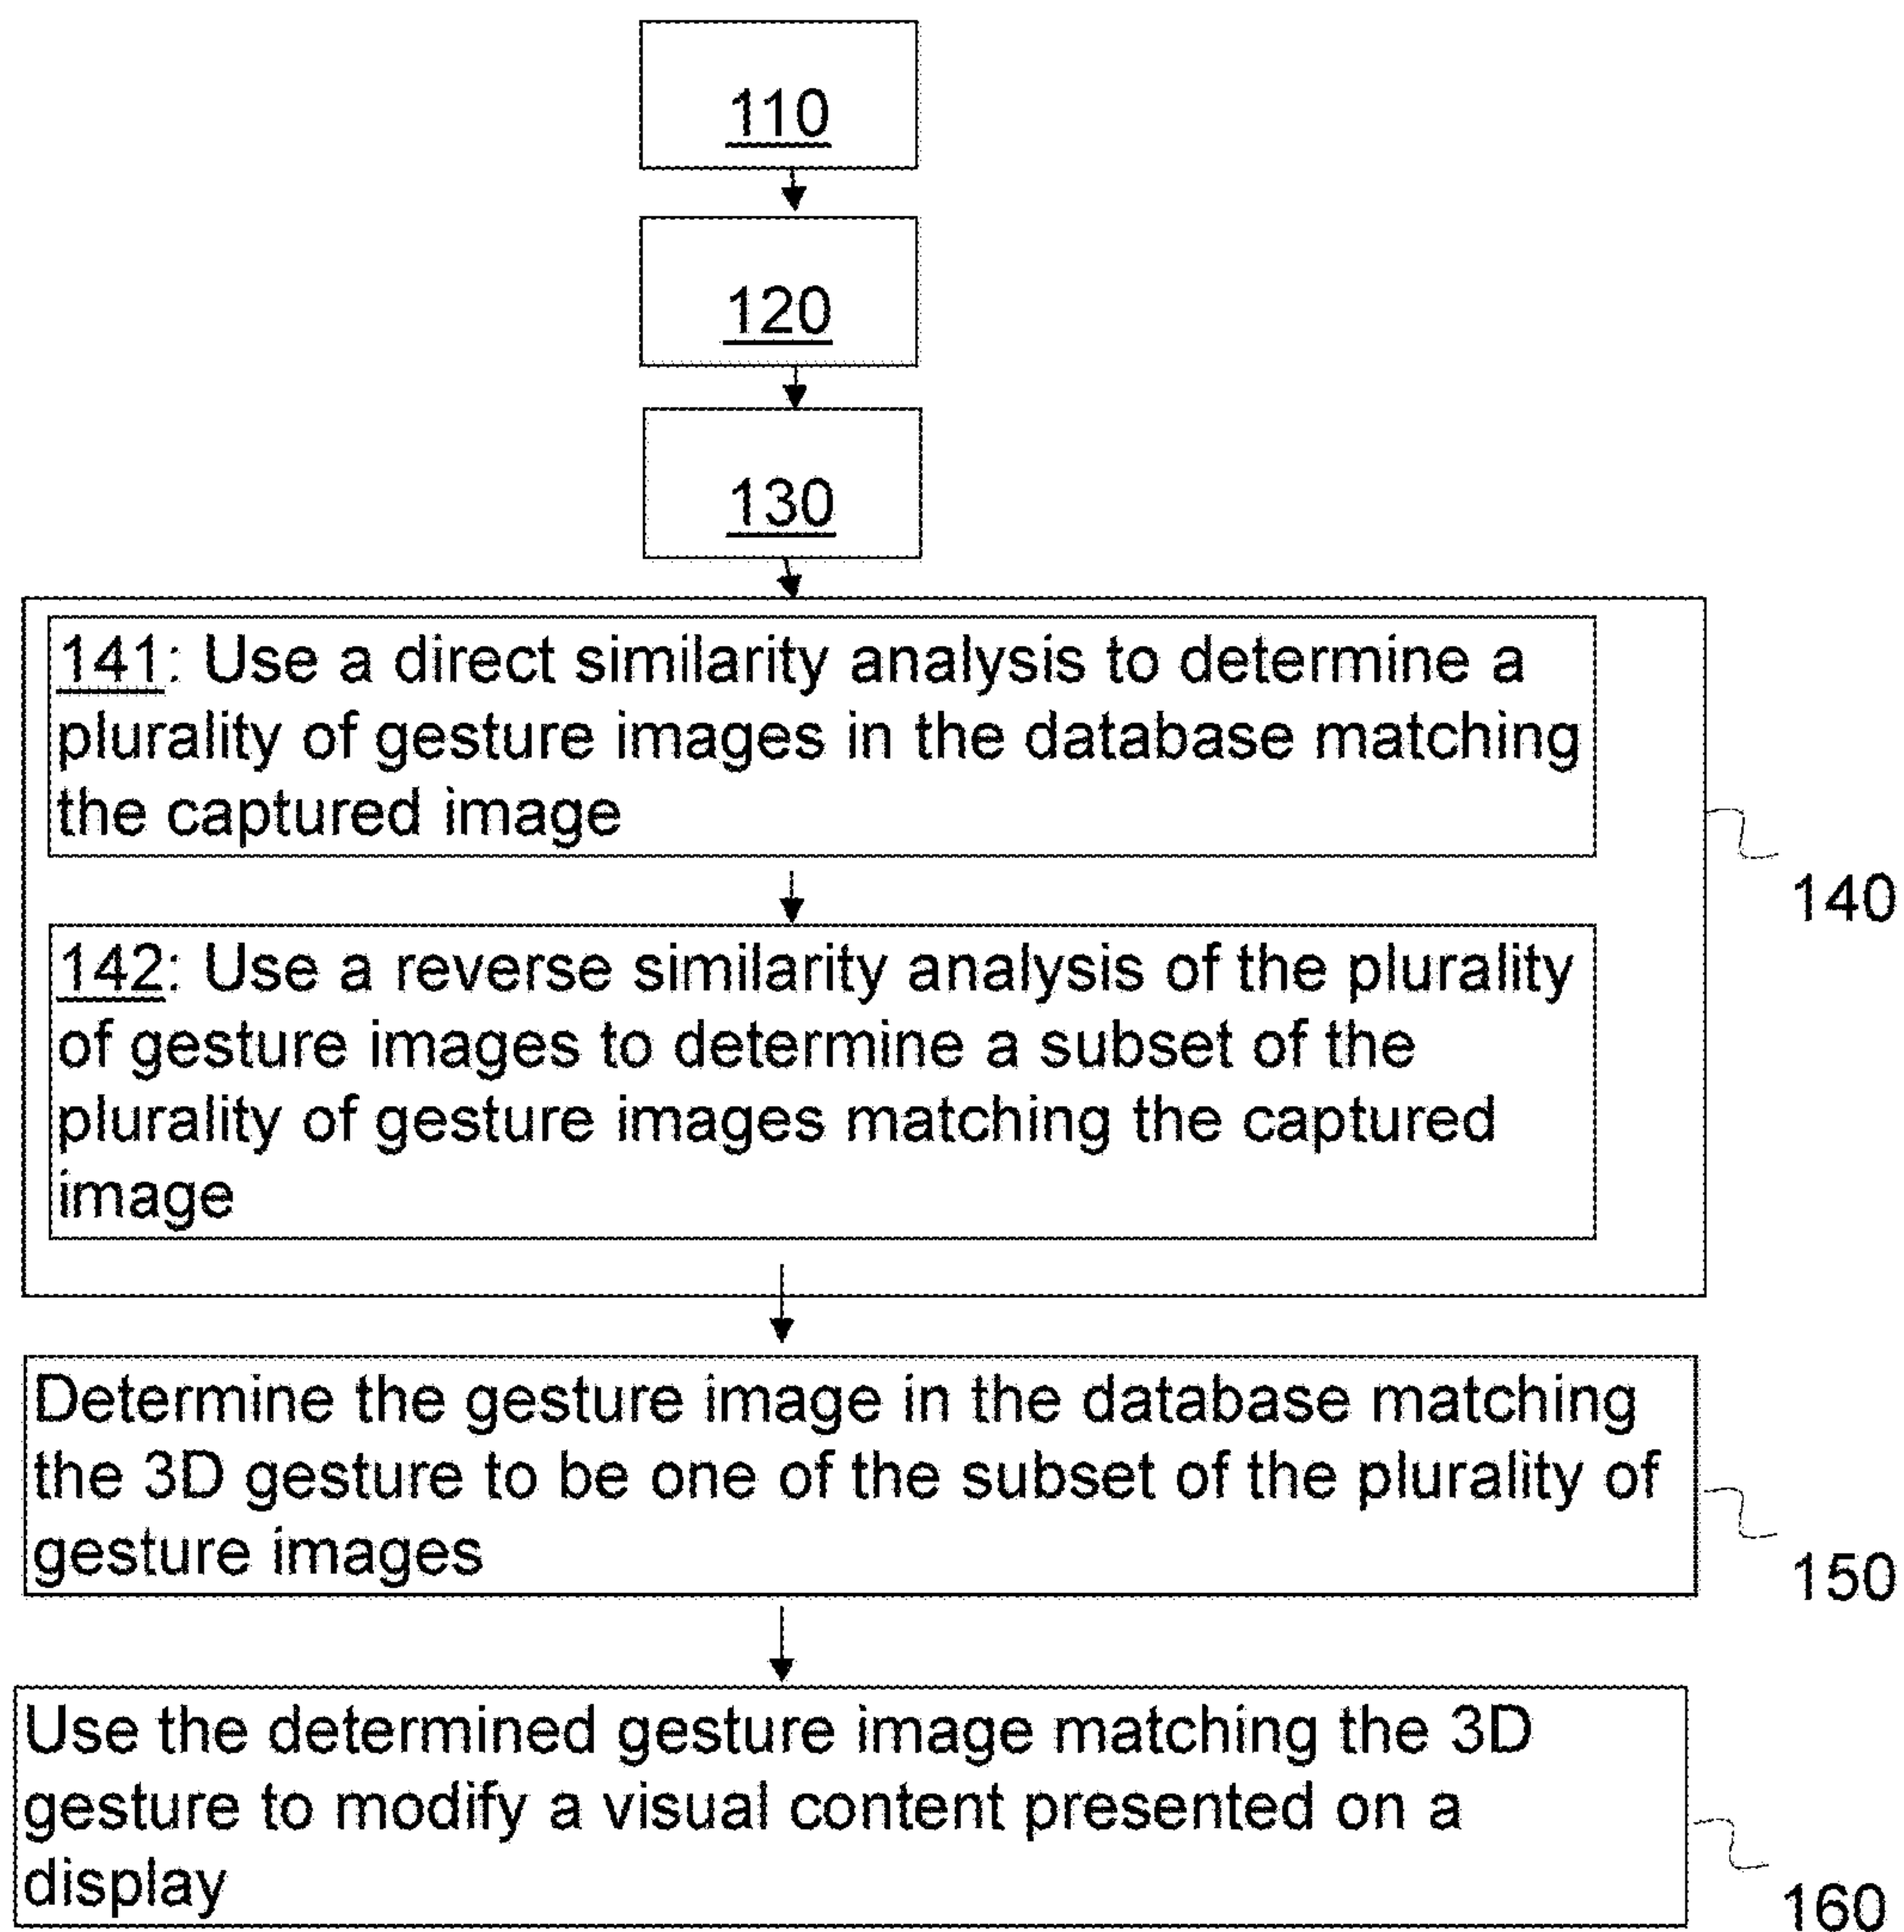 110
120
130
141: Use a direct similarity analysis to determine a
plurality of gesture images in the database matching
the captured image
140
142: Use a reverse similarity analysis of the plurality
of gesture images to determine a subset of the
plurality of gesture images matching the captured
image
Determine the gesture image in the database matching
the 3D gesture to be one of the subset of the plurality of
gesture images
150
Use the determined gesture image matching the 3D
gesture to modify a visual content presented on a
display
160